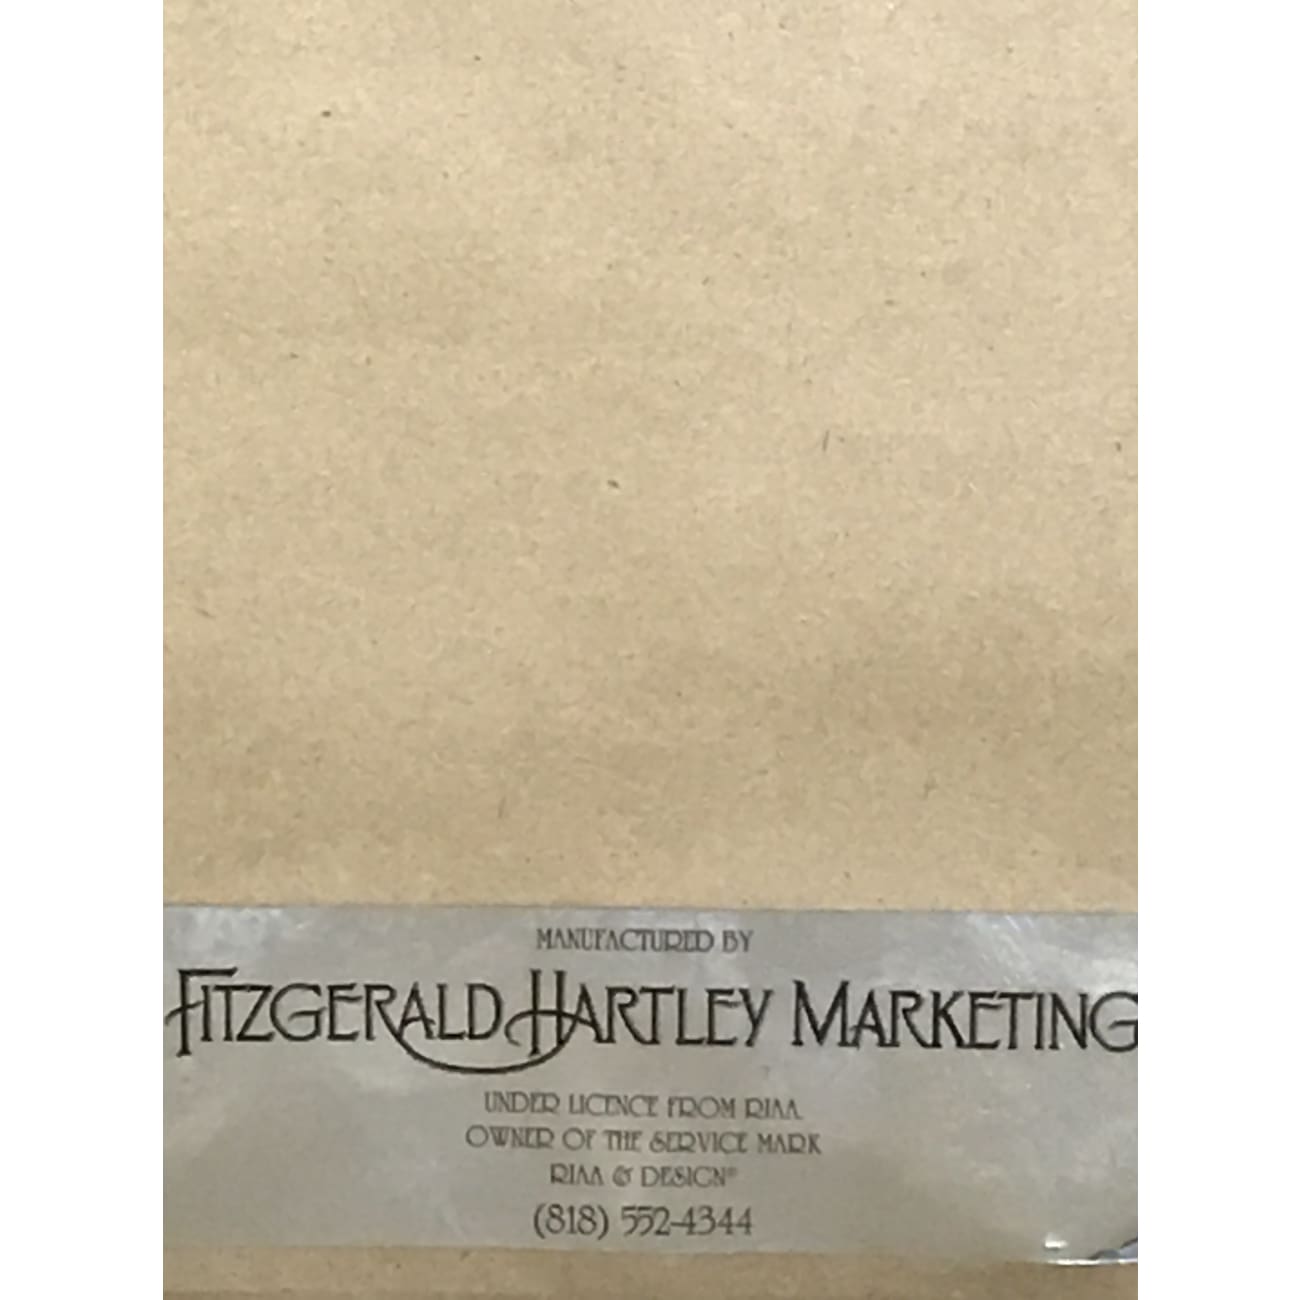 MANUFACTURED BY
FITZGERALD HARTLEY MARKETING
UNDER LICENCE FROM RIAA
OWNER OF THE SERVICE MARK
RIAA & DESIGN®
(818) 552-4344